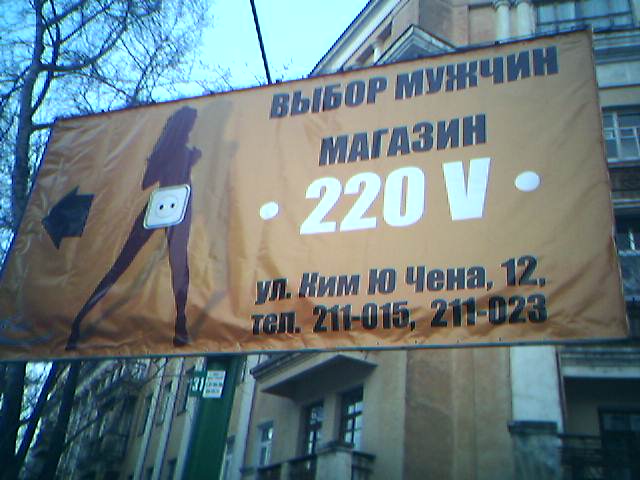 ВЫБОР МУЖЧИН
МАГАЗИН
• 220 V •
ул. Ким Ю Чена, 12,
тел. 211-015, 211-023